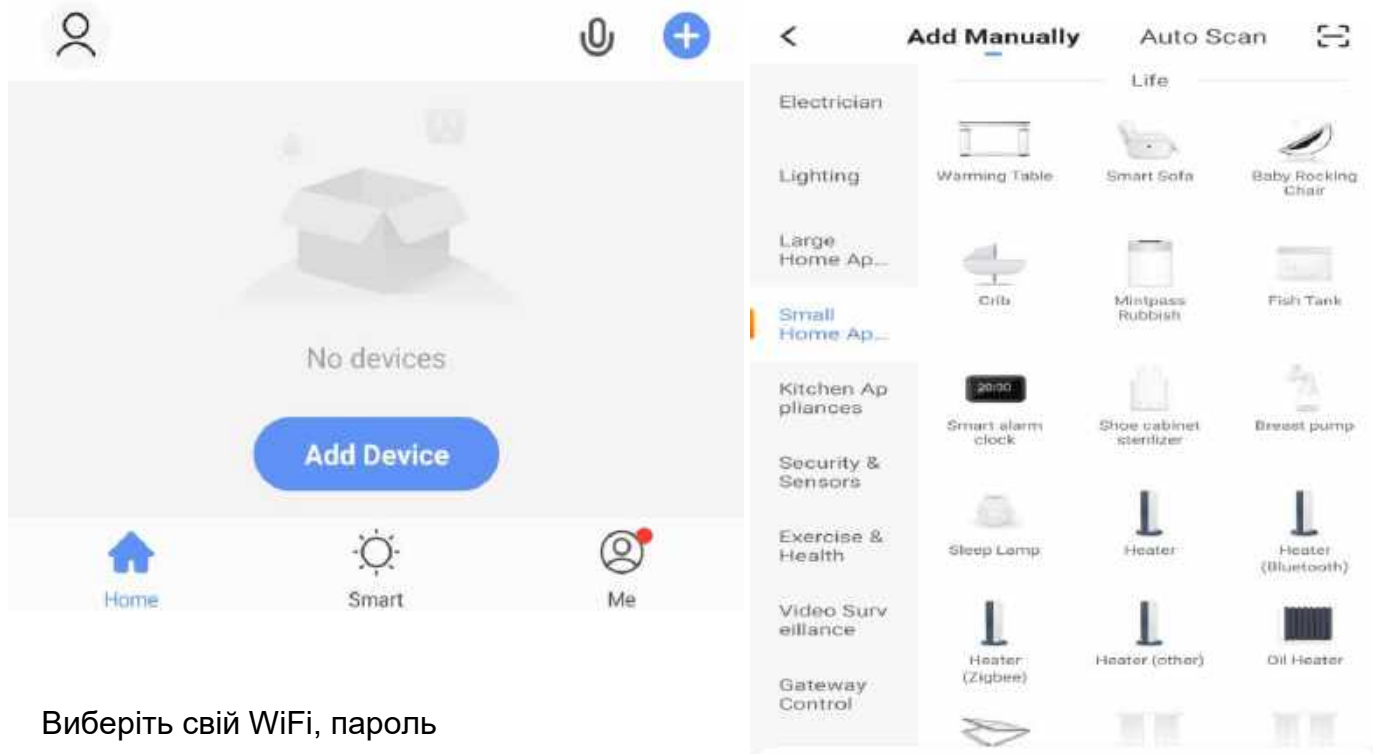 No devices
Add Device
Home
Smart
Me
Виберіть свій WiFi, пароль
Add Manually
Auto Scan
Electrician
Lighting
Large
Home Ap...
Small
Home Ap...
Kitchen Ap
pliances
Security &
Sensors
Exercise &
Health
Video Surv
eillance
Gateway
Control
Life
Warming Table
Smart Sofa
Baby Rocking
Chair
Crib
Mintpass
Rubbish
Fish Tank
20:00
Smart alarm
clock
Shoe cabinet
sterilizer
Breast pump
Sleep Lamp
Heater
Heater
(Bluetooth)
Heater
(Zigbee)
Heater (other)
Oil Heater